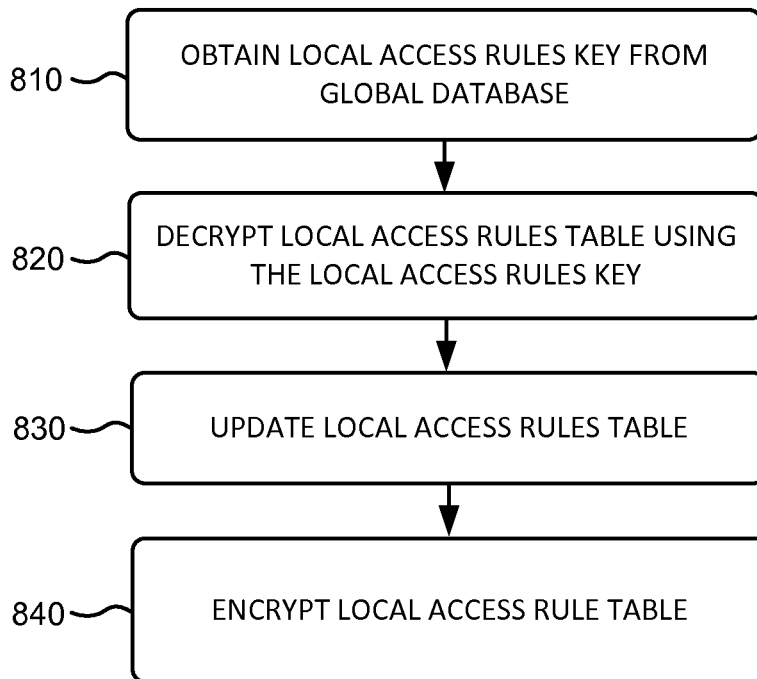 810
OBTAIN LOCAL ACCESS RULES KEY FROM
GLOBAL DATABASE
820
DECRYPT LOCAL ACCESS RULES TABLE USING
THE LOCAL ACCESS RULES KEY
830
UPDATE LOCAL ACCESS RULES TABLE
840
ENCRYPT LOCAL ACCESS RULE TABLE